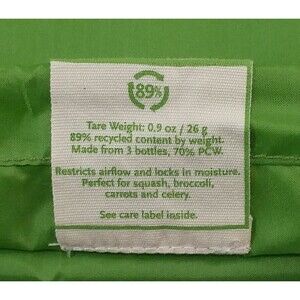 89%
Tare Weight: 0.9 oz / 26 g
89% recycled content by weight.
Made from 3 bottles, 70% PCW.
Restricts airflow and locks in moisture.
Perfect for squash, broccoli,
carrots and celery.
See care label inside.